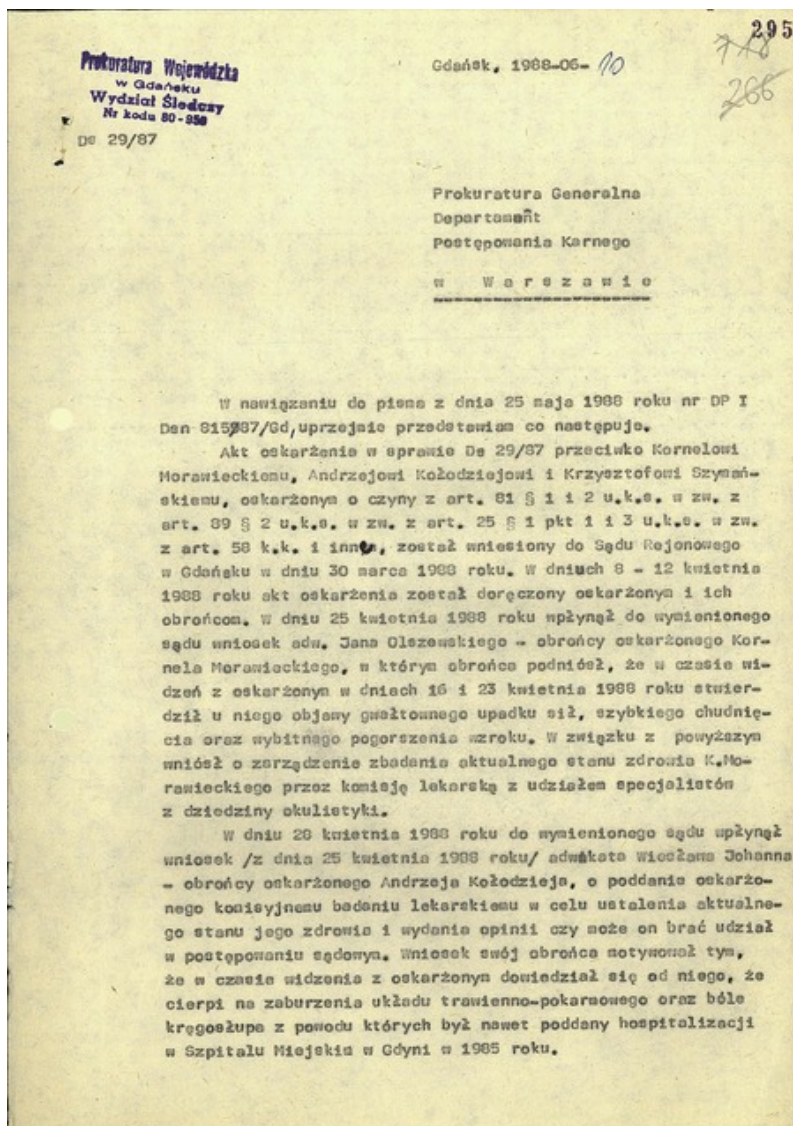 295
718
266
Prokuratura Wojewódzka
w Gdańsku
Wydział Śledczy
Nr kodu 80-958
Ds 29/87
Gdańsk, 1988-06-10
Prokuratura Generalna
Departament
Postępowania Karnego
w Warszawie
W nawiązaniu do pisma z dnia 25 maja 1988 roku nr DP I
Dsn 815/87/Gd, uprzejmie przedstawiam co następuje.
Akt oskarżenia w sprawie Ds 29/87 przeciwko Kornelowi
Morawieckiemu, Andrzejowi Kołodziejowi i Krzysztofowi Szymań-
skiemu, oskarżonym o czyny z art. 81 § 1 i 2 u.k.s. w zw. z
art. 89 § 2 u.k.s. w zw. z art. 25 § 1 pkt 1 i 3 u.k.s. w zw.
z art. 58 k.k. i inne, został wniesiony do Sądu Rejonowego
w Gdańsku w dniu 30 marca 1988 roku. W dniuch 8 - 12 kwietnia
1988 roku akt oskarżenia został doręczony oskarżonym i ich
obrońcom. W dniu 25 kwietnia 1988 roku wpłynął do wymienionego
sądu wniosek adw. Jana Olszewskiego - obrońcy oskarżonego Kor-
nela Morawieckiego, w którym obrońca podniósł, że w czasie wi-
dzeń z oskarżonym w dniach 16 i 23 kwietnia 1988 roku stwier-
dził u niego objawy gwałtownego upadku sił, szybkiego chudnię-
cia oraz wybitnego pogorszenia wzroku. W związku z powyższym
wniósł o zarządzenie zbadania aktualnego stanu zdrowia K.Mo-
rawieckiego przez komisję lekarską z udziałem specjalistów
z dziedziny okulistyki.
W dniu 28 kwietnia 1988 roku do wymienionego sądu wpłynął
wniosek /z dnia 25 kwietnia 1988 roku/ adwokata Wiesława Johanna
- obrońcy oskarżonego Andrzeja Kołodzieja, o poddanie oskarżo-
nego komisyjnemu badaniu lekarskiemu w celu ustalenia aktualne-
go stanu jego zdrowia i wydania opinii czy może on brać udział
w postępowaniu sądowym. Wniosek swój obrońca motywował tym,
że w czasie widzenia z oskarżonym dowiedział się od niego, że
cierpi na zaburzenia układu trawienno-pokarmowego oraz bóle
kręgosłupa z powodu których był nawet poddany hospitalizacji
w Szpitalu Miejskim w Gdyni w 1985 roku.